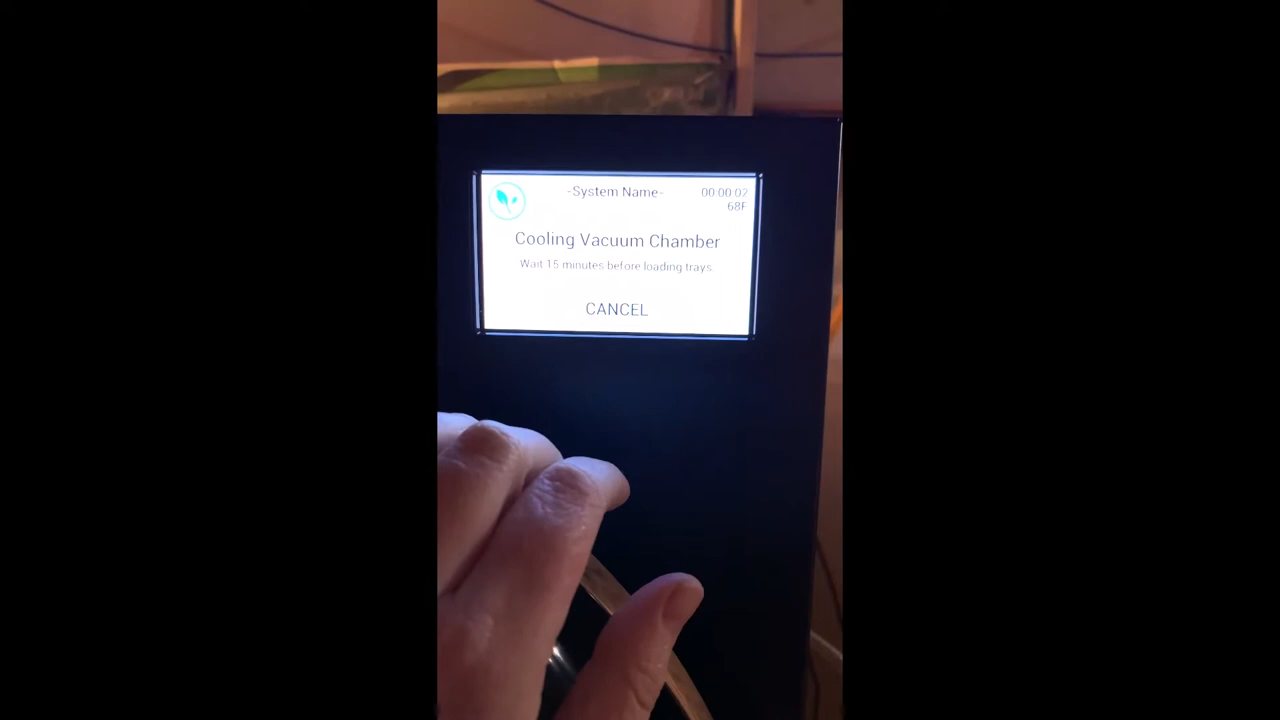 -System Name-
00:00:02
68F
Cooling Vacuum Chamber
Wait 15 minutes before loading trays.
CANCEL